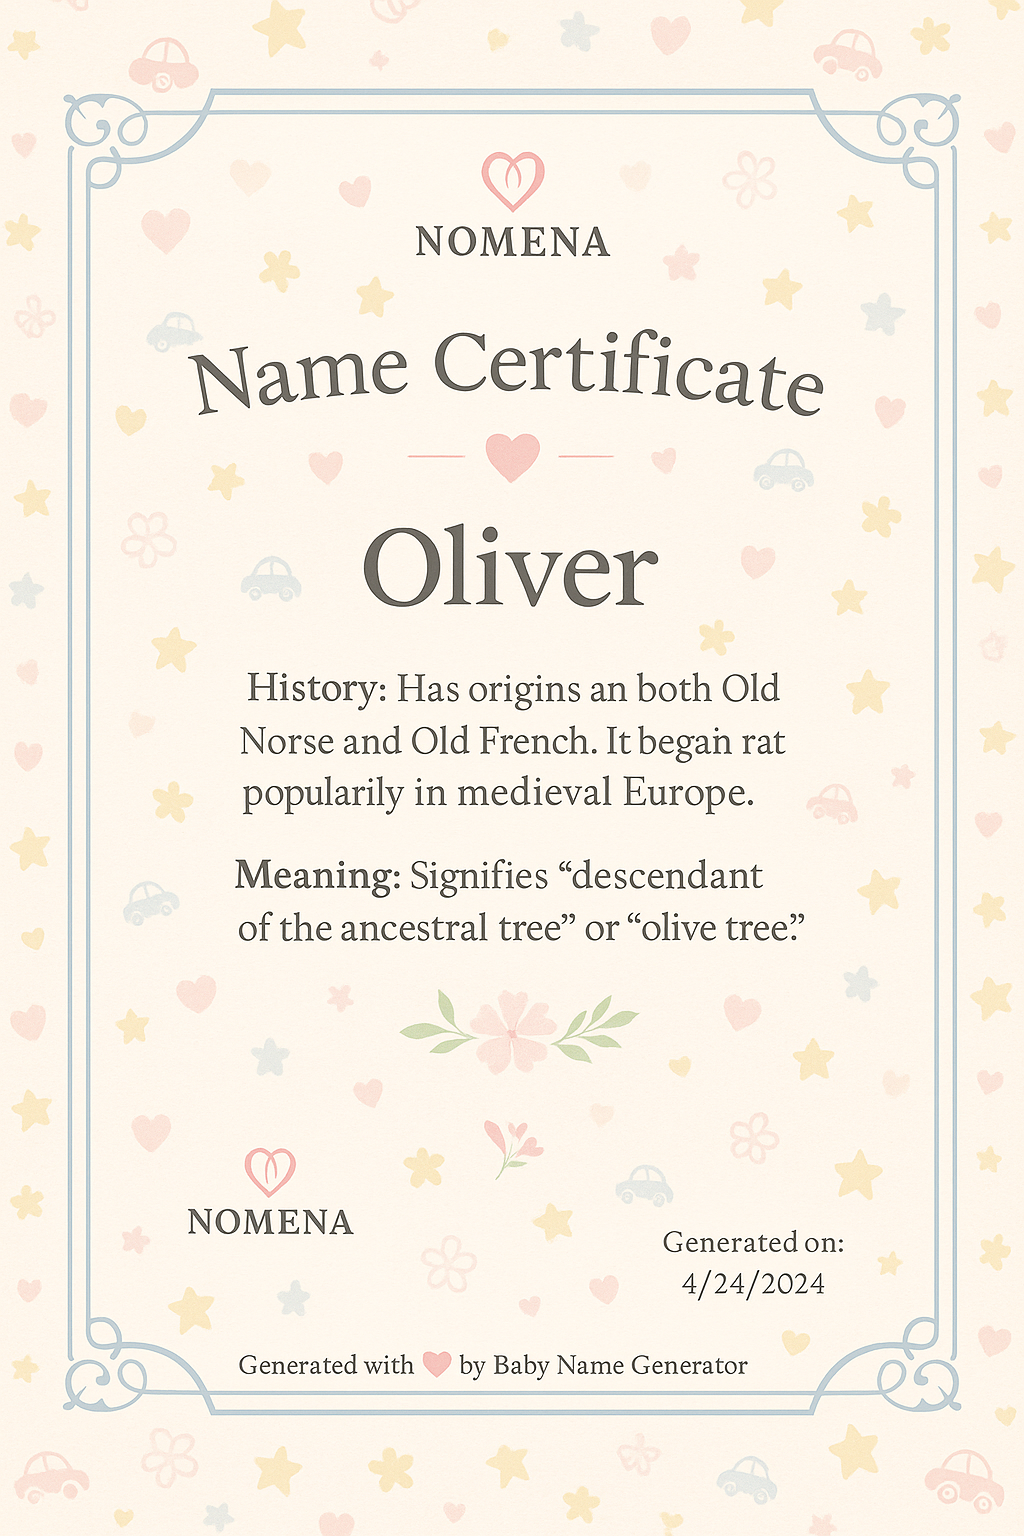 NOMENA
Name Certificate
Oliver
History: Has origins an both Old
Norse and Old French. It began rat
popularily in medieval Europe.
Meaning: Signifies “descendant
of the ancestral tree” or “olive tree.”
NOMENA
Generated on:
4/24/2024
Generated with ♥ by Baby Name Generator